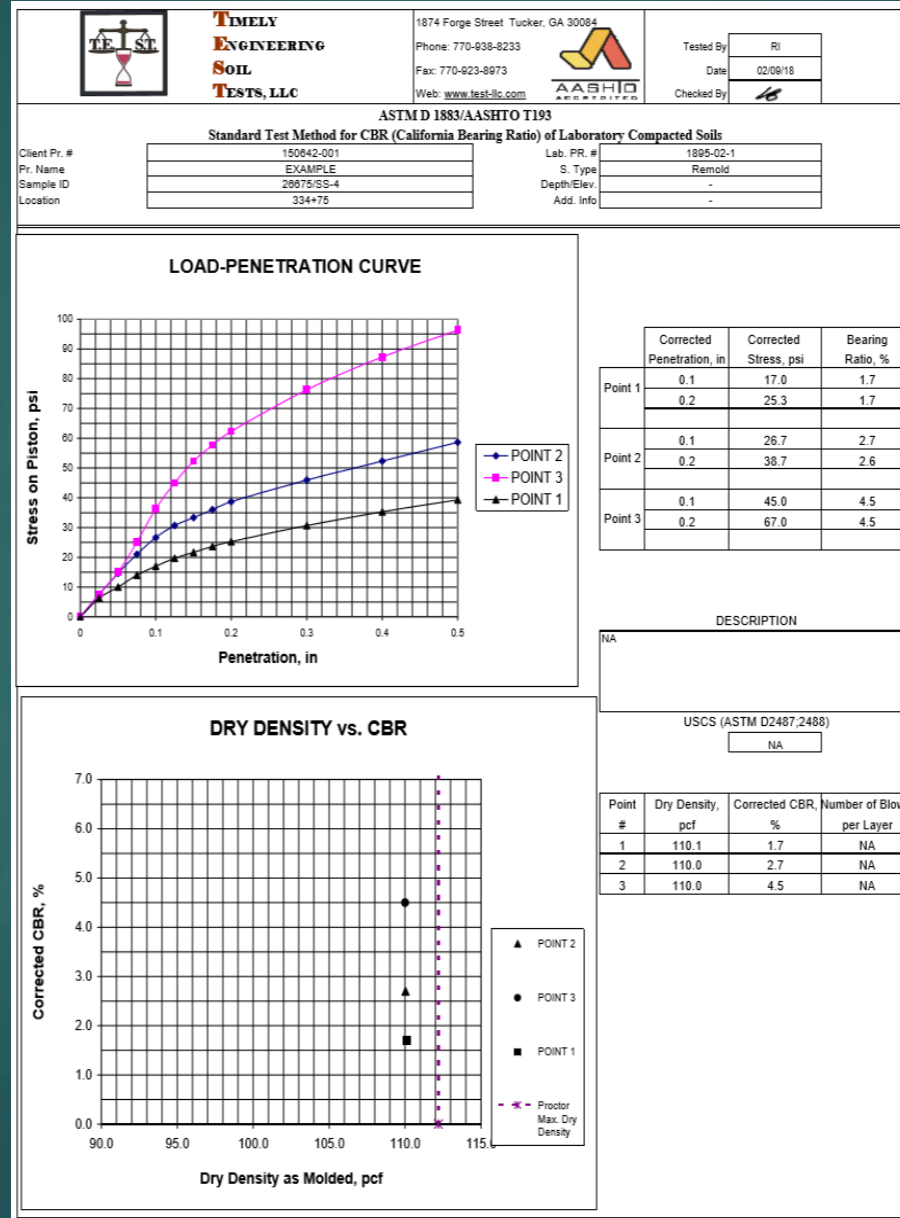 T.E. S.T.
TIMELY
ENGINEERING
SOIL
TESTS, LLC
1874 Forge Street Tucker, GA 30084
Phone: 770-938-8233
Fax: 770-923-8973
Web: www.test-llc.com
AASHTO
ACCREDITED
Tested By RI
Date 02/09/18
Checked By
ASTM D 1883/AASHTO T193
Standard Test Method for CBR (California Bearing Ratio) of Laboratory Compacted Soils
Client Pr. # 150642-001 Lab. PR. # 1895-02-1
Pr. Name EXAMPLE S. Type Remold
Sample ID 26675/SS-4 Depth/Elev. -
Location 334+75 Add. Info -
LOAD-PENETRATION CURVE
Stress on Piston, psi
100
90
80
70
60
50
40
30
20
10
0
0 0.1 0.2 0.3 0.4 0.5
Penetration, in
POINT 2
POINT 3
POINT 1
Corrected Corrected Bearing
Penetration, in Stress, psi Ratio, %
Point 1 0.1 17.0 1.7
0.2 25.3 1.7
Point 2 0.1 26.7 2.7
0.2 38.7 2.6
Point 3 0.1 45.0 4.5
0.2 67.0 4.5
DESCRIPTION
NA
USCS (ASTM D2487;2488)
NA
DRY DENSITY vs. CBR
Corrected CBR, %
7.0
6.0
5.0
4.0
3.0
2.0
1.0
0.0
90.0 95.0 100.0 105.0 110.0 115.0
Dry Density as Molded, pcf
POINT 2
POINT 3
POINT 1
Proctor
Max. Dry
Density
Point Dry Density, Corrected CBR, Number of Blow
# pcf % per Layer
1 110.1 1.7 NA
2 110.0 2.7 NA
3 110.0 4.5 NA